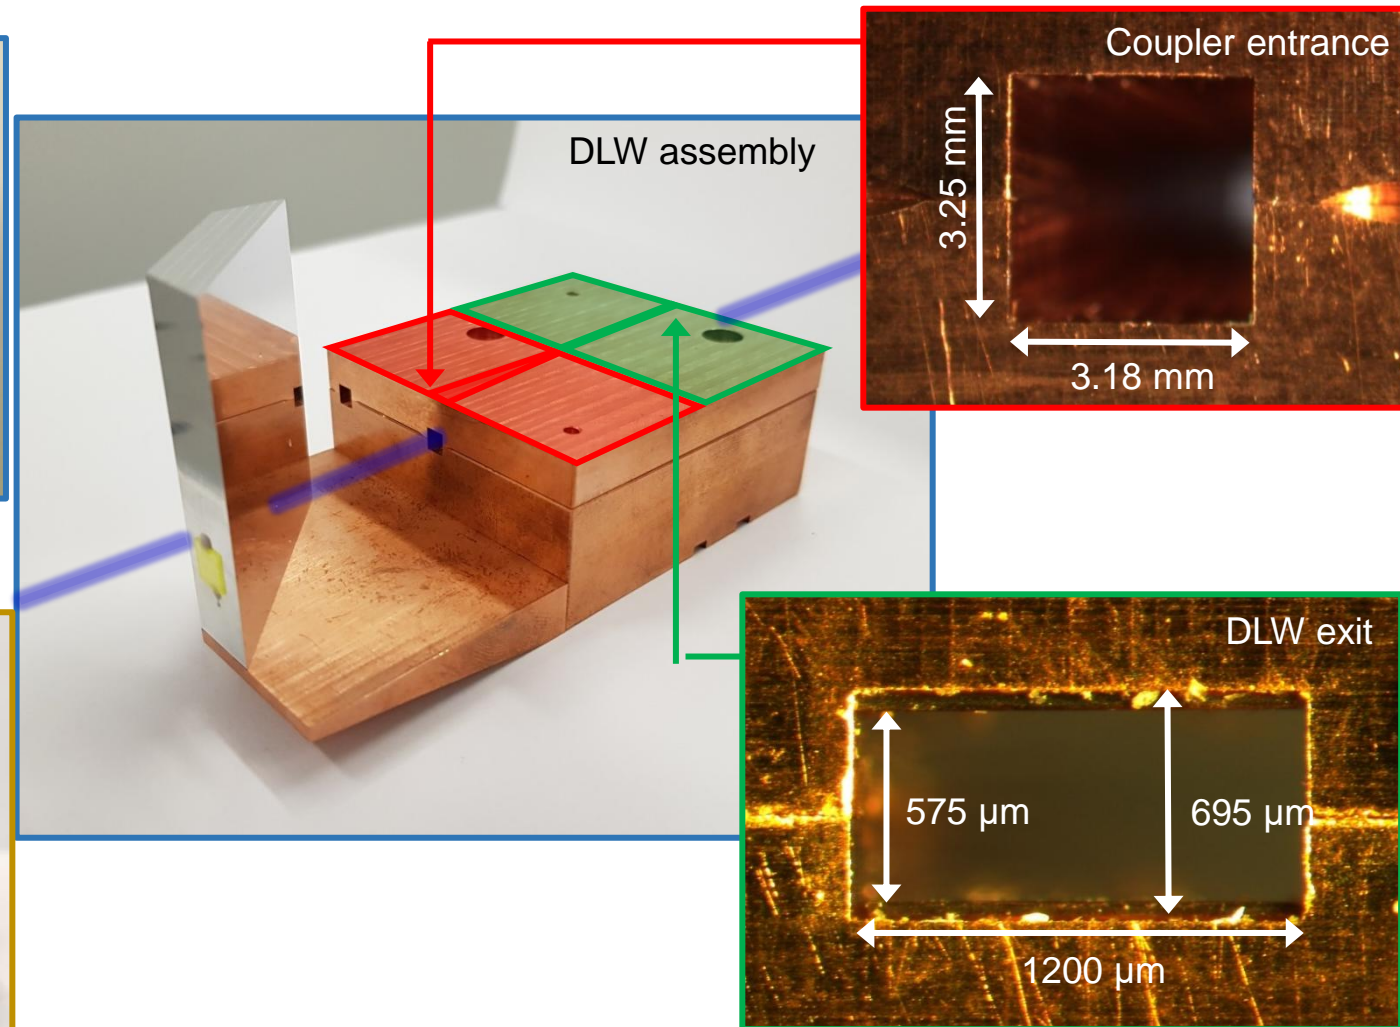 Coupler entrance
DLW assembly
3.25 mm
3.18 mm
DLW exit
575 µm
695 µm
1200 µm